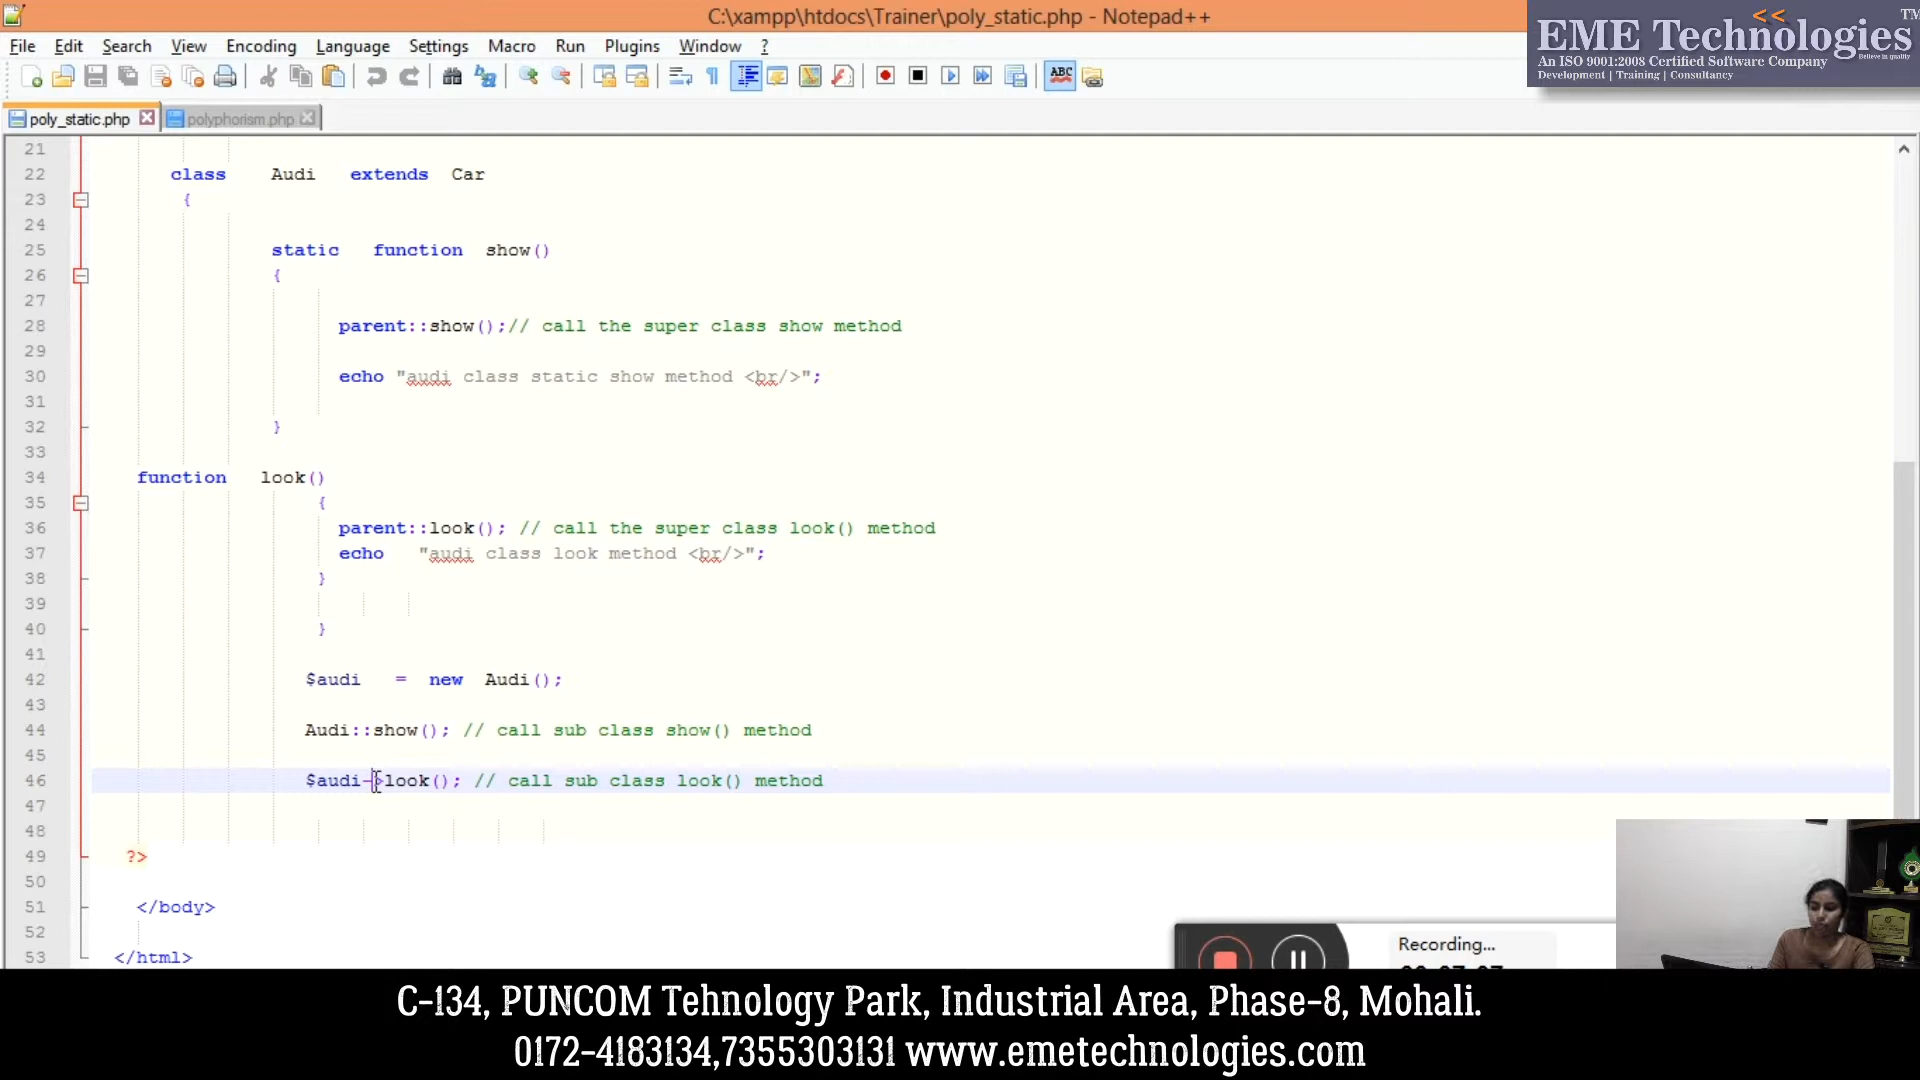 C:\xampp\htdocs\Trainer\poly_static.php - Notepad++
EME Technologies
TM
An ISO 9001:2008 Certified Software Company
Believe in quality
Development | Training | Consultancy
File Edit Search View Encoding Language Settings Macro Run Plugins Window ?
ABC
poly_static.php polyphorism.php
21
22 class Audi extends Car
23 {
24
25 static function show()
26 {
27
28 parent::show();// call the super class show method
29
30 echo "audi class static show method <br/>";
31
32 }
33
34 function look()
35 {
36 parent::look(); // call the super class look() method
37 echo "audi class look method <br/>";
38 }
39
40 }
41
42 $audi = new Audi();
43
44 Audi::show(); // call sub class show() method
45
46 $audi->look(); // call sub class look() method
47
48
49 ?>
50
51 </body>
52
53 </html>
Recording...
C-134, PUNCOM Tehnology Park, Industrial Area, Phase-8, Mohali.
0172-4183134,7355303131 www.emetechnologies.com